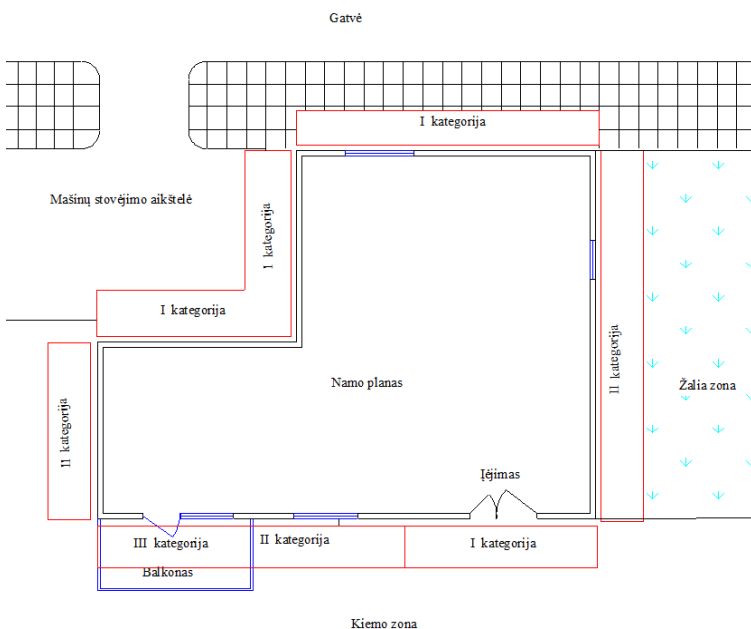 Gatvė
I kategorija
Mašinų stovėjimo aikštelė
I kategorija
I kategorija
II kategorija
II kategorija
Namo planas
Žalia zona
Įėjimas
III kategorija
II kategorija
I kategorija
Balkonas
Kiemo zona